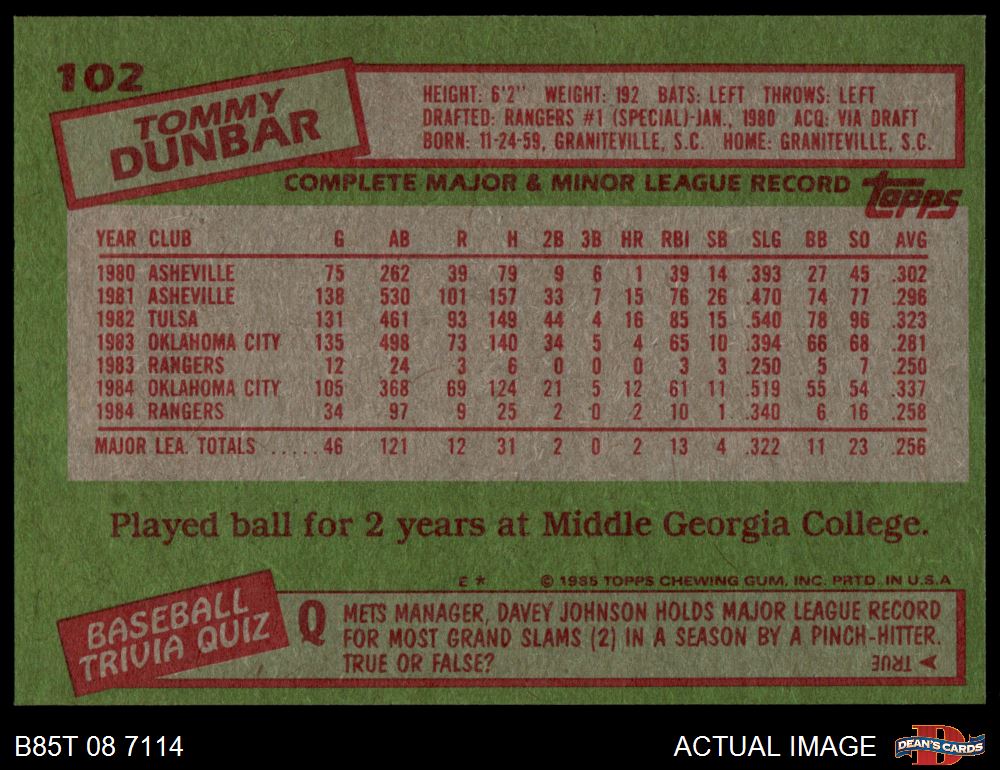 102
TOMMY
DUNBAR
HEIGHT: 6'2" WEIGHT: 192 BATS: LEFT THROWS: LEFT
DRAFTED: RANGERS #1 (SPECIAL)-JAN., 1980 ACQ: VIA DRAFT
BORN: 11-24-59, GRANITEVILLE, S.C. HOME: GRANITEVILLE, S.C.
COMPLETE MAJOR & MINOR LEAGUE RECORD
Topps
YEAR CLUB G AB R H 2B 3B HR RBI SB SLG BB SO AVG
1980 ASHEVILLE 75 262 39 79 9 6 1 39 14 .393 27 45 .302
1981 ASHEVILLE 138 530 101 157 33 7 15 76 26 .470 74 77 .296
1982 TULSA 131 461 93 149 44 4 16 85 15 .540 78 96 .323
1983 OKLAHOMA CITY 135 498 73 140 34 5 4 65 10 .394 66 68 .281
1983 RANGERS 12 24 3 6 0 0 0 3 3 .250 5 7 .250
1984 OKLAHOMA CITY 105 368 69 124 21 5 12 61 11 .519 55 54 .337
1984 RANGERS 34 97 9 25 2 0 2 10 1 .340 6 16 .258
MAJOR LEA. TOTALS .....46 121 12 31 2 0 2 13 4 .322 11 23 .256
Played ball for 2 years at Middle Georgia College.
E * © 1985 TOPPS CHEWING GUM, INC. PRTD. IN U.S.A
BASEBALL
TRIVIA QUIZ
Q METS MANAGER, DAVEY JOHNSON HOLDS MAJOR LEAGUE RECORD
FOR MOST GRAND SLAMS (2) IN A SEASON BY A PINCH-HITTER.
TRUE OR FALSE?
TRUE
B85T 08 7114
ACTUAL IMAGE
DEAN'S CARDS